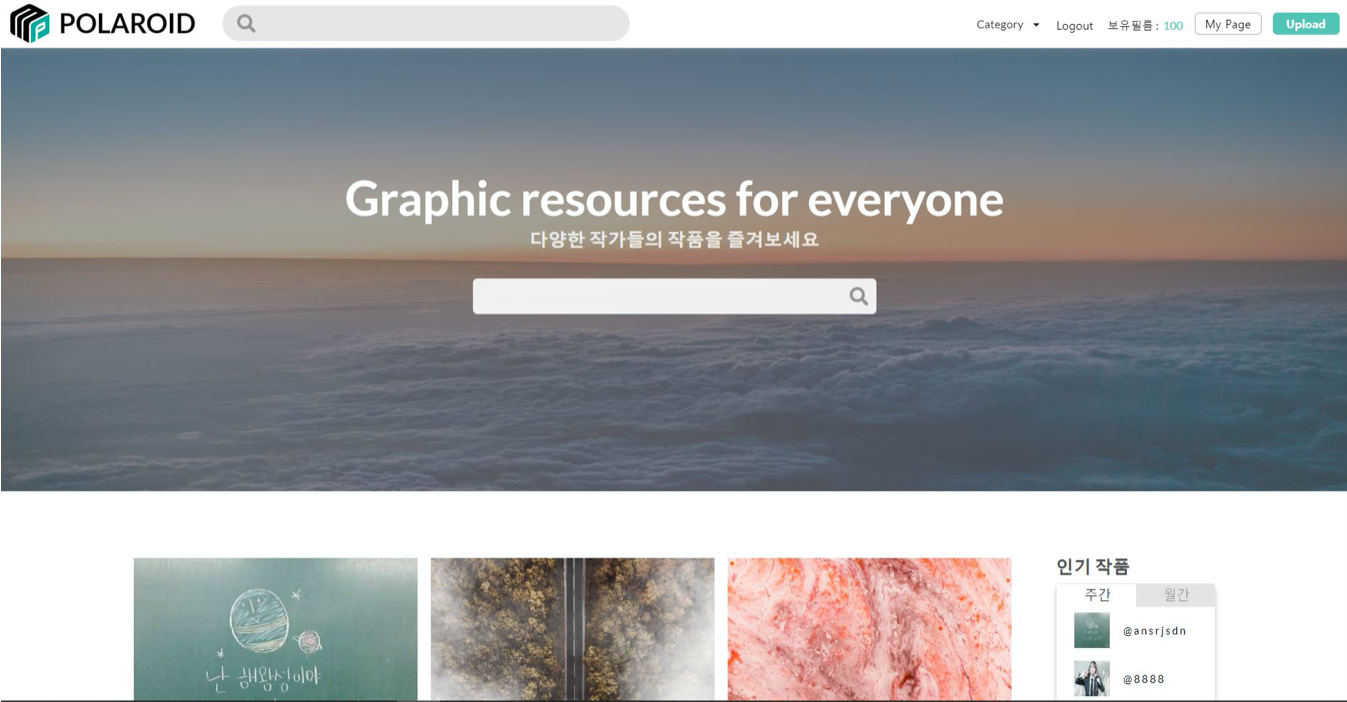 POLAROID
Category Logout 보유필름 : 100 My Page Upload
Graphic resources for everyone
다양한 작가들의 작품을 즐겨보세요
난 해왕성이야
인기 작품
주간 월간
@ansrjsdn
@8888